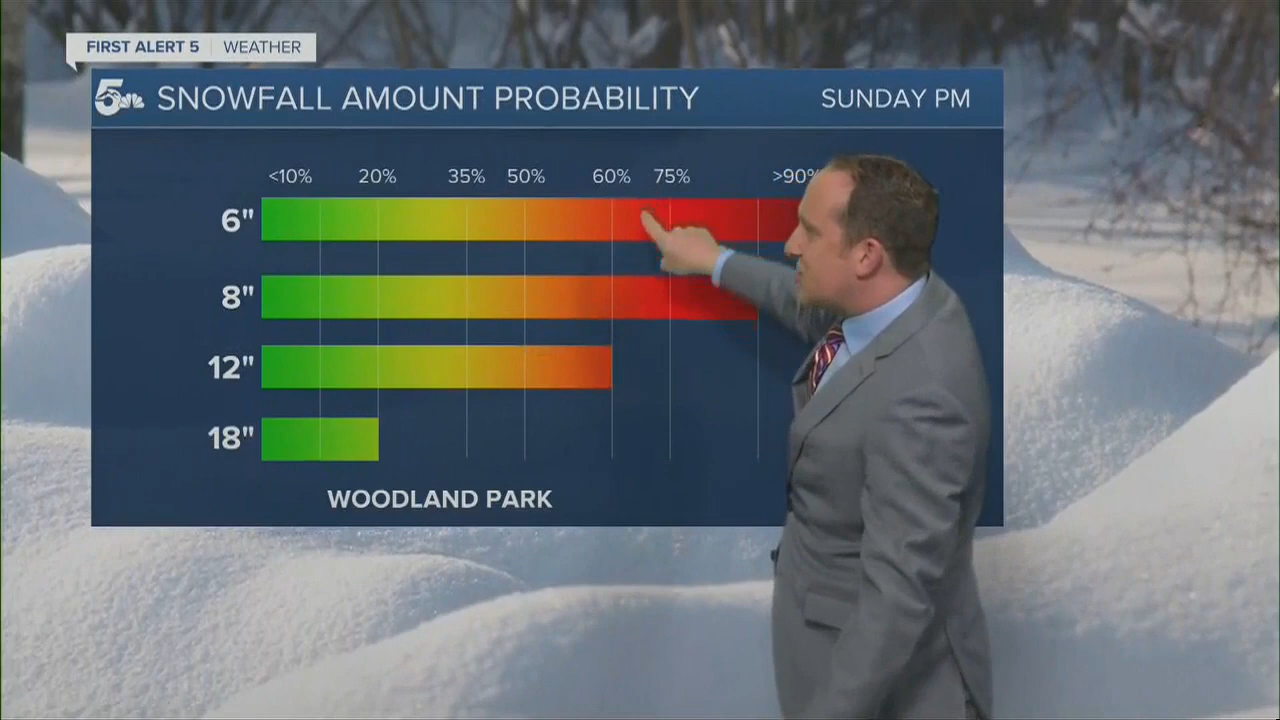 FIRST ALERT 5 WEATHER
5 SNOWFALL AMOUNT PROBABILITY SUNDAY PM
<10% 20% 35% 50% 60% 75% >90%
6"
8"
12"
18"
WOODLAND PARK